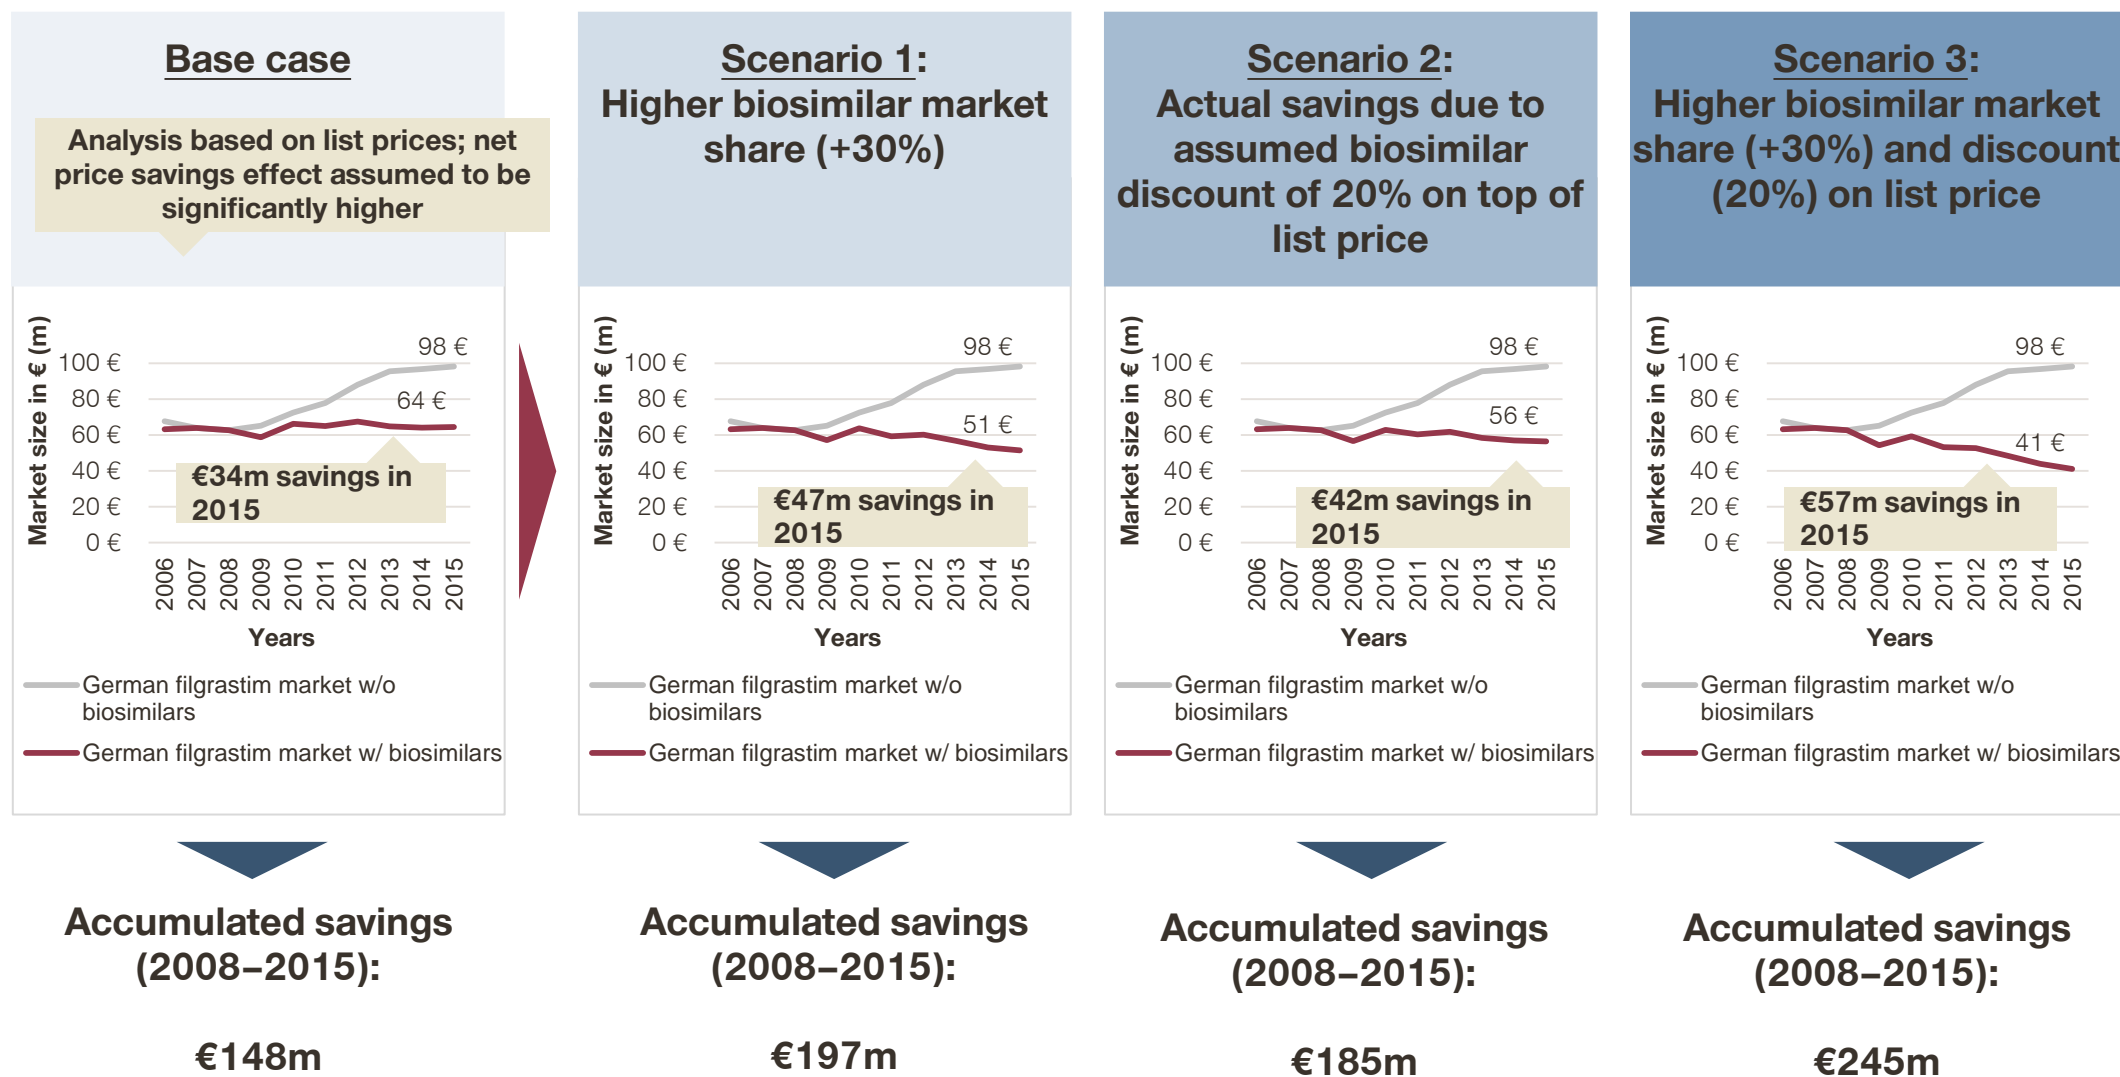 Base case
Analysis based on list prices; net
price savings effect assumed to be
significantly higher
Market size in € (m)
100 €
80 €
60 €
40 €
20 €
0 €
98 €
64 €
€34m savings in
2015
2006
2007
2008
2009
2010
2011
2012
2013
2014
2015
Years
German filgrastim market w/o
biosimilars
German filgrastim market w/ biosimilars
Accumulated savings
(2008–2015):
€148m
Scenario 1:
Higher biosimilar market
share (+30%)
Market size in € (m)
100 €
80 €
60 €
40 €
20 €
0 €
98 €
51 €
€47m savings in
2015
2006
2007
2008
2009
2010
2011
2012
2013
2014
2015
Years
German filgrastim market w/o
biosimilars
German filgrastim market w/ biosimilars
Accumulated savings
(2008–2015):
€197m
Scenario 2:
Actual savings due to
assumed biosimilar
discount of 20% on top of
list price
Market size in € (m)
100 €
80 €
60 €
40 €
20 €
0 €
98 €
56 €
€42m savings in
2015
2006
2007
2008
2009
2010
2011
2012
2013
2014
2015
Years
German filgrastim market w/o
biosimilars
German filgrastim market w/ biosimilars
Accumulated savings
(2008–2015):
€185m
Scenario 3:
Higher biosimilar market
share (+30%) and discount
(20%) on list price
Market size in € (m)
100 €
80 €
60 €
40 €
20 €
0 €
98 €
41 €
€57m savings in
2015
2006
2007
2008
2009
2010
2011
2012
2013
2014
2015
Years
German filgrastim market w/o
biosimilars
German filgrastim market w/ biosimilars
Accumulated savings
(2008–2015):
€245m